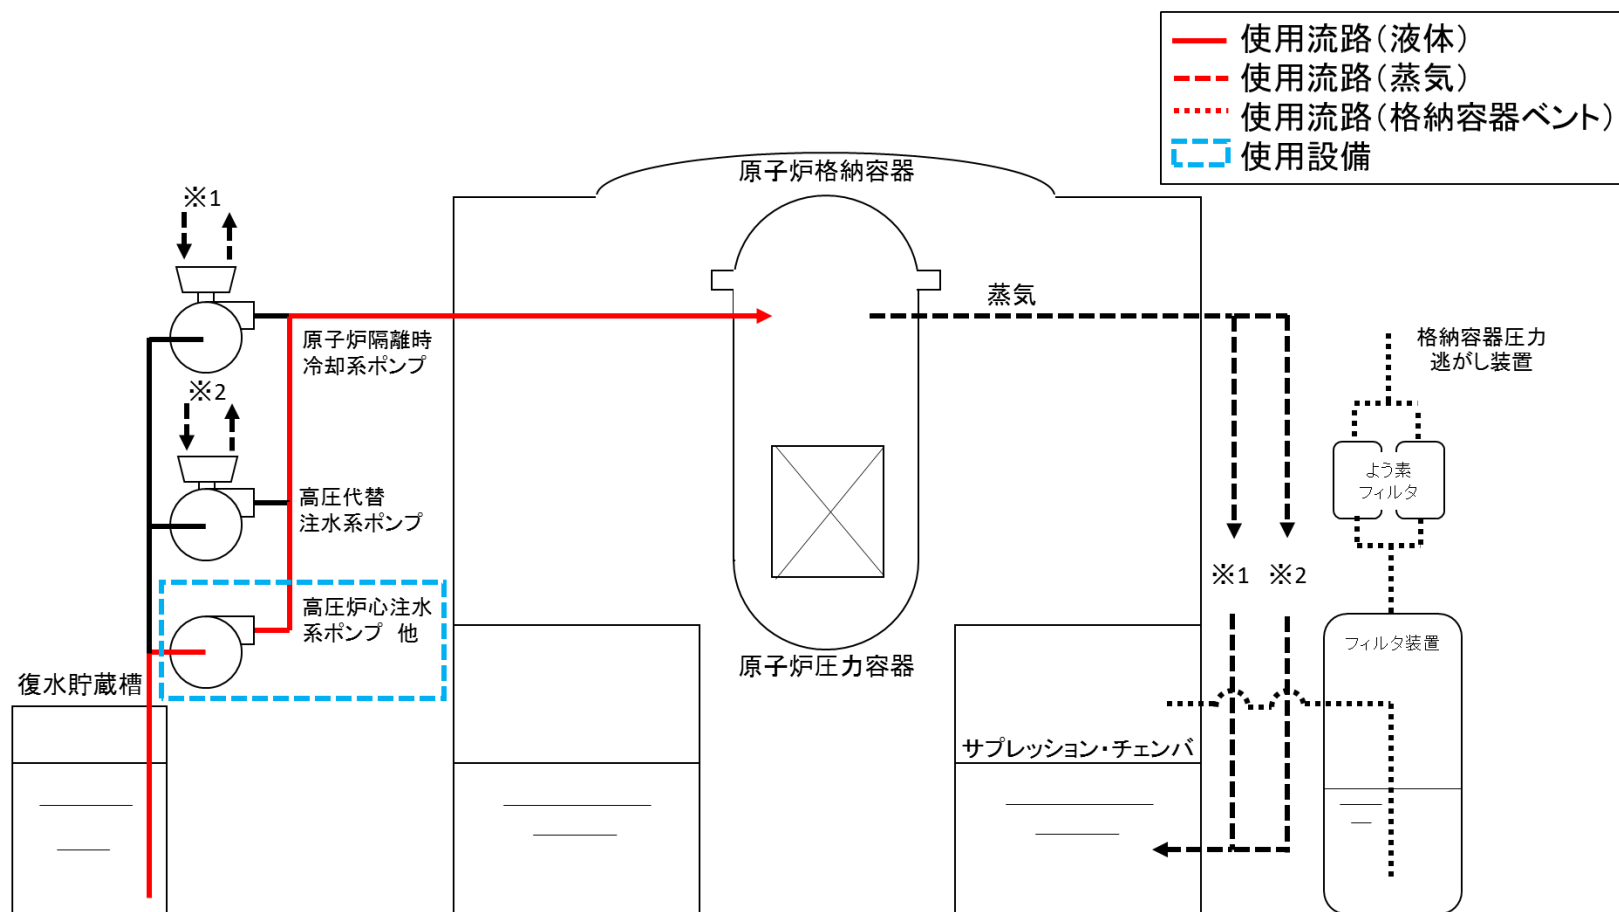 使用流路(液体)
使用流路(蒸気)
使用流路(格納容器ベント)
使用設備
原子炉格納容器
※1
蒸気
原子炉隔離時
冷却系ポンプ
格納容器圧力
逃がし装置
※2
よう素
フィルタ
高圧代替
注水系ポンプ
※1
※2
高圧炉心注水
系ポンプ 他
フィルタ装置
原子炉圧力容器
復水貯蔵槽
サプレッション・チェンバ